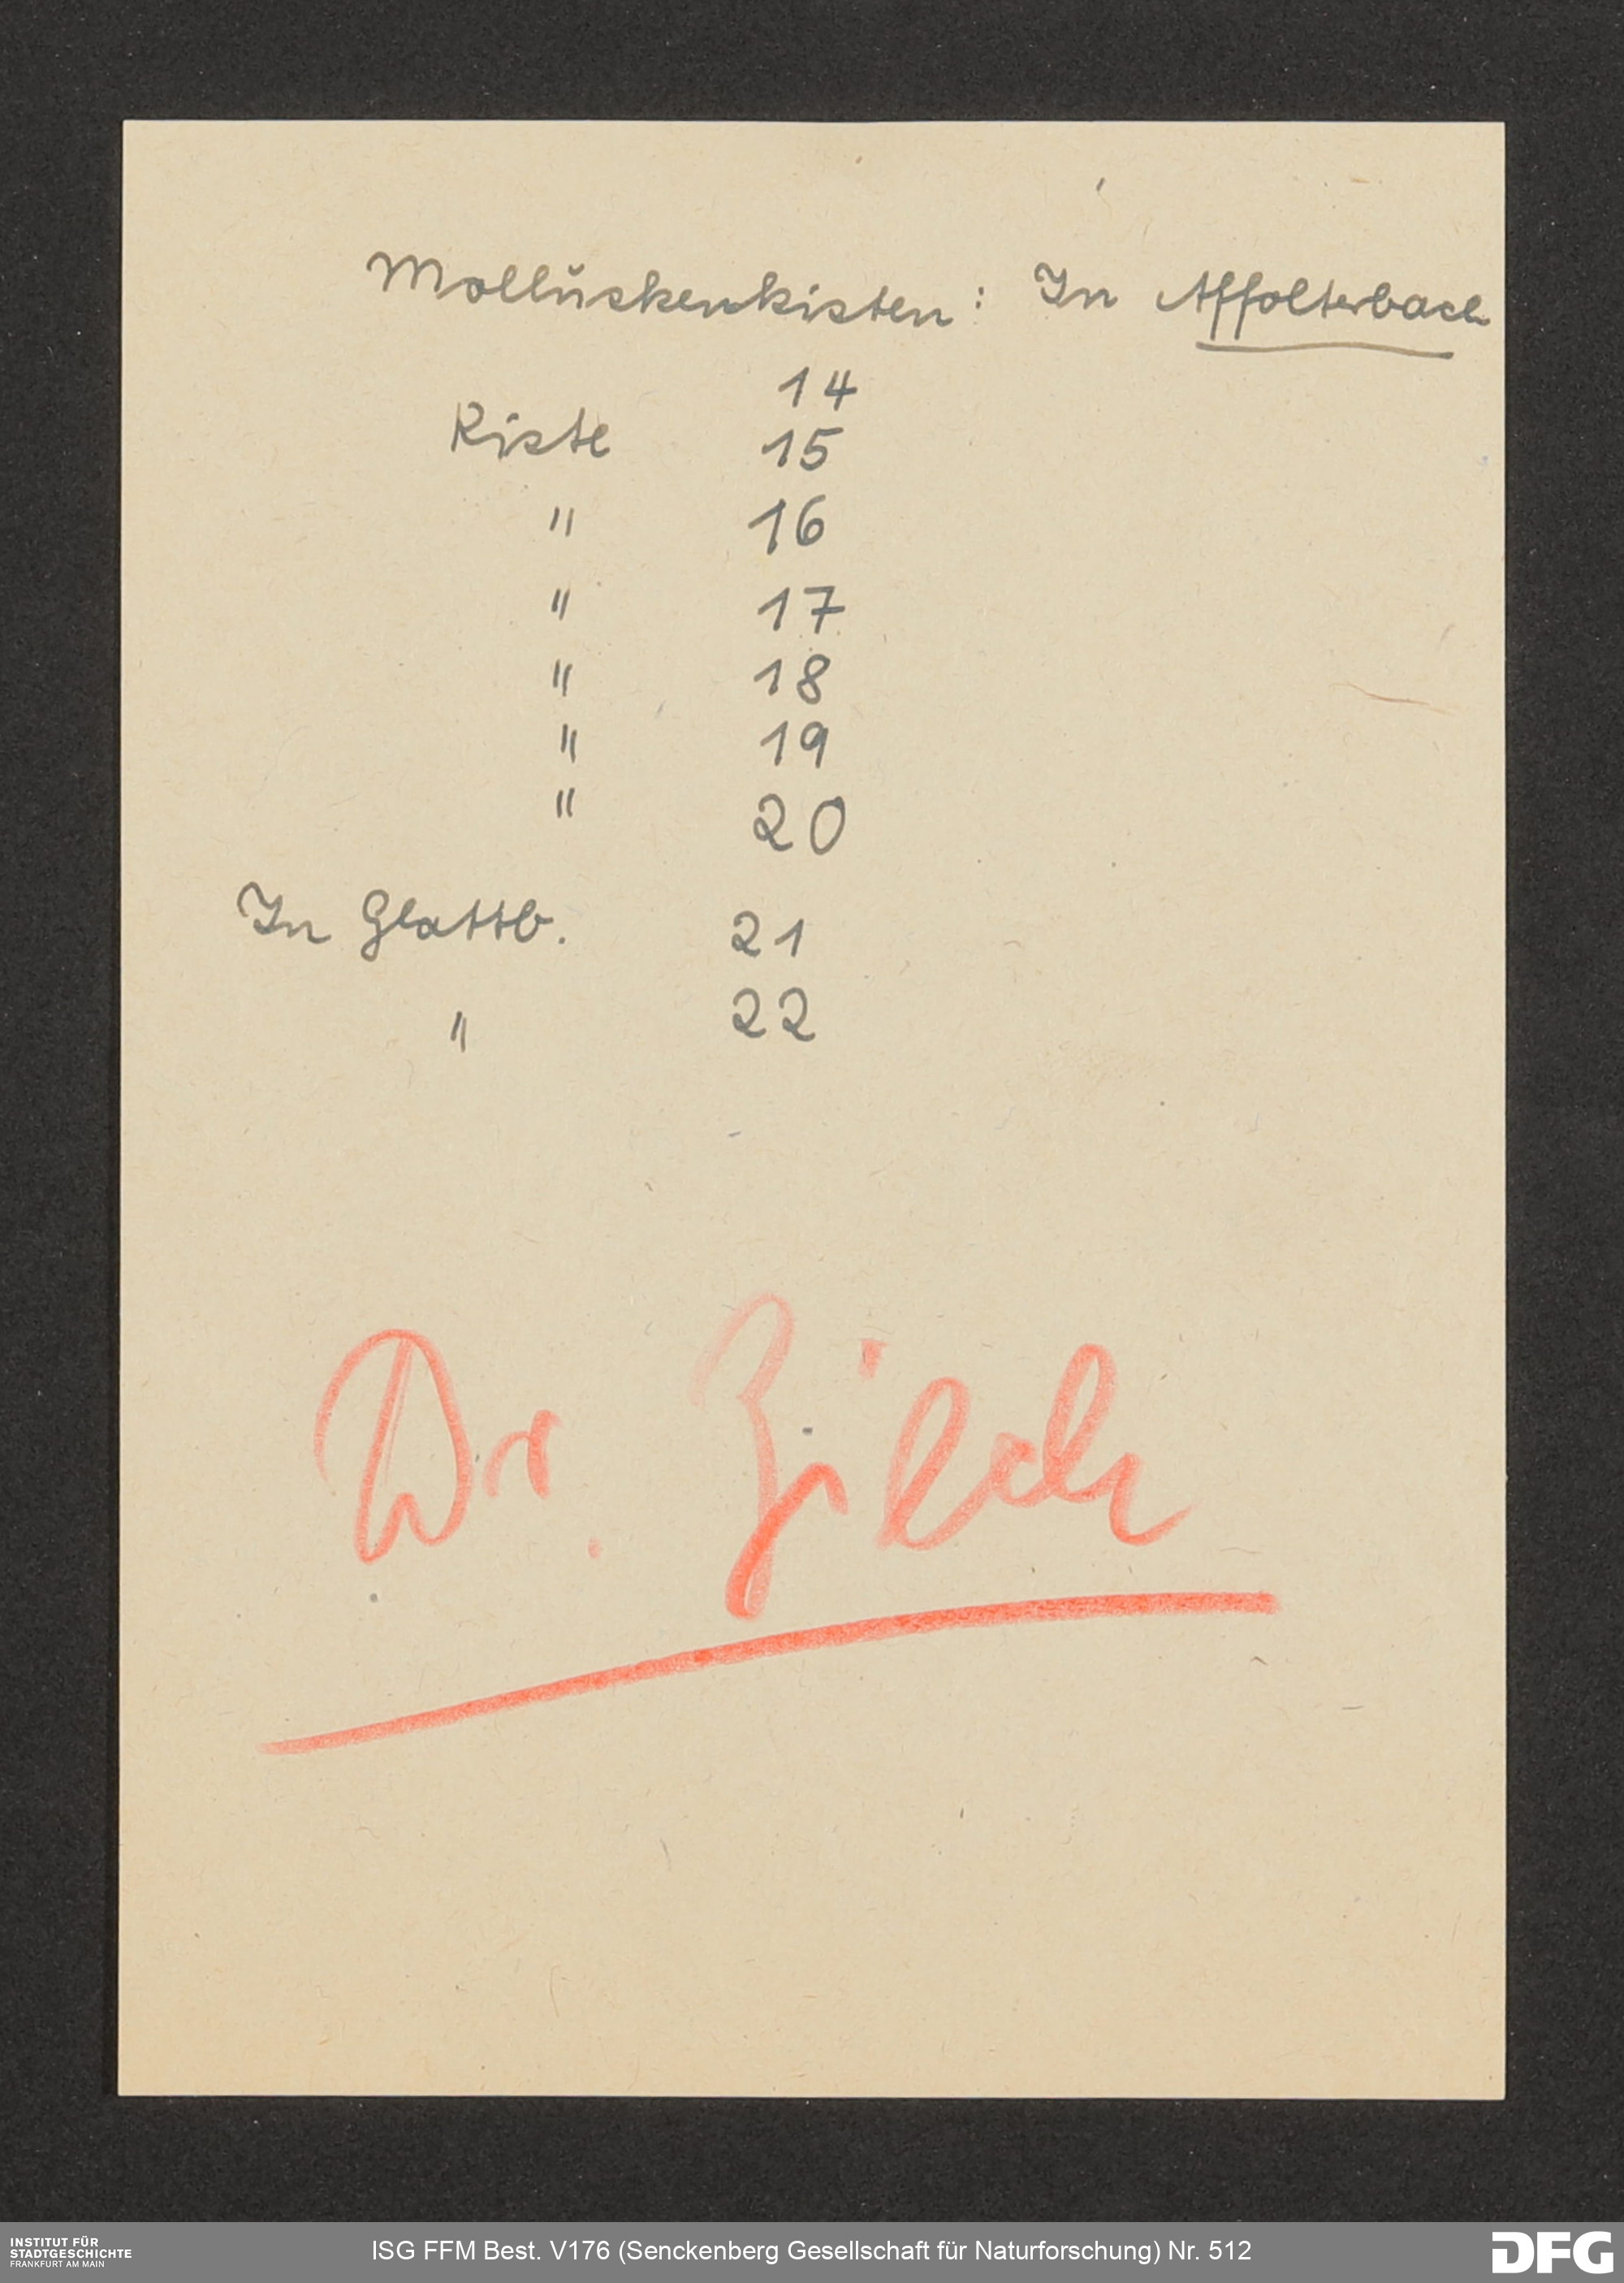 Molluskenkisten: In Affolterbach
14
Kiste 15
" 16
" 17
" 18
" 19
" 20
In Glattb. 21
" 22
Dr. Zilch
INSTITUT FÜR
STADTGESCHICHTE
FRANKFURT AM MAIN
ISG FFM Best. V176 (Senckenberg Gesellschaft für Naturforschung) Nr. 512
DFG